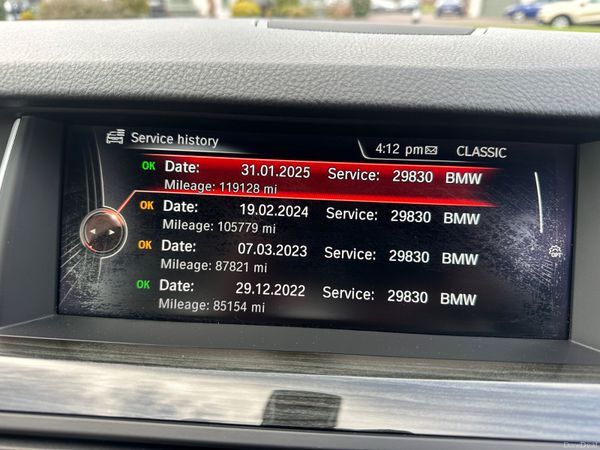 Service history
4:12 pm
CLASSIC
OK Date: 31.01.2025 Service: 29830 BMW
Mileage: 119128 mi
OK Date: 19.02.2024 Service: 29830 BMW
Mileage: 105779 mi
OK Date: 07.03.2023 Service: 29830 BMW
Mileage: 87821 mi
OK Date: 29.12.2022 Service: 29830 BMW
Mileage: 85154 mi
OPT